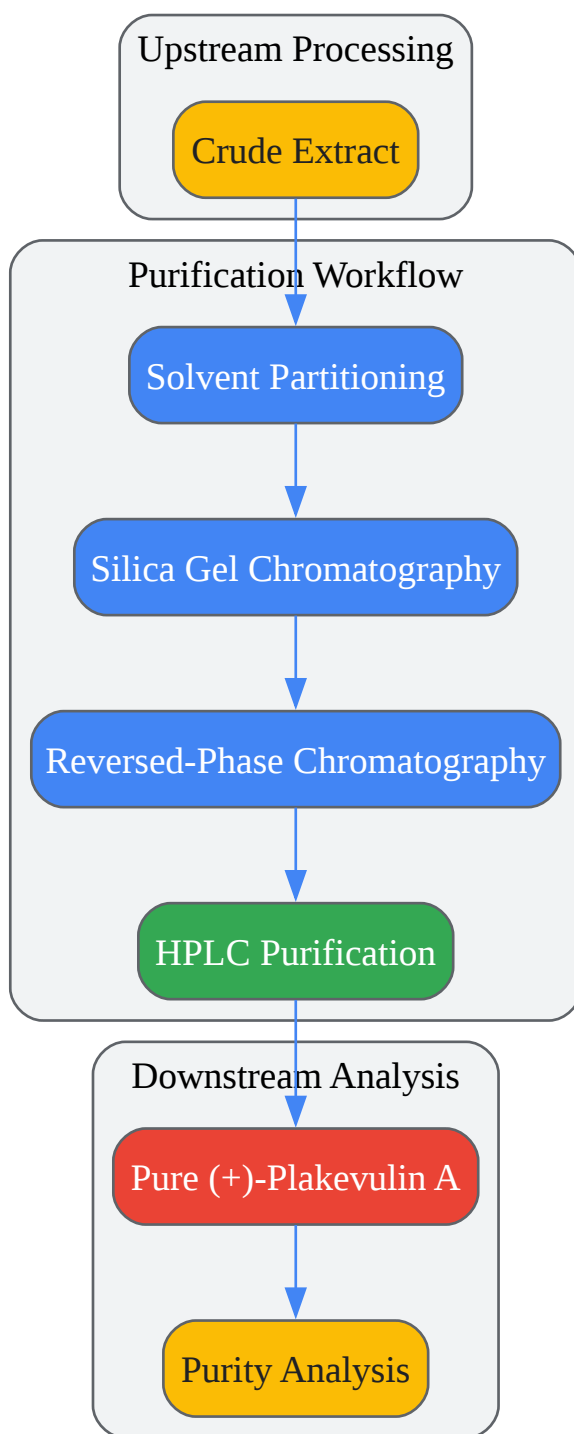 Upstream Processing
Crude Extract
Purification Workflow
Solvent Partitioning
Silica Gel Chromatography
Reversed-Phase Chromatography
HPLC Purification
Downstream Analysis
Pure (+)-Plakevulin A
Purity Analysis